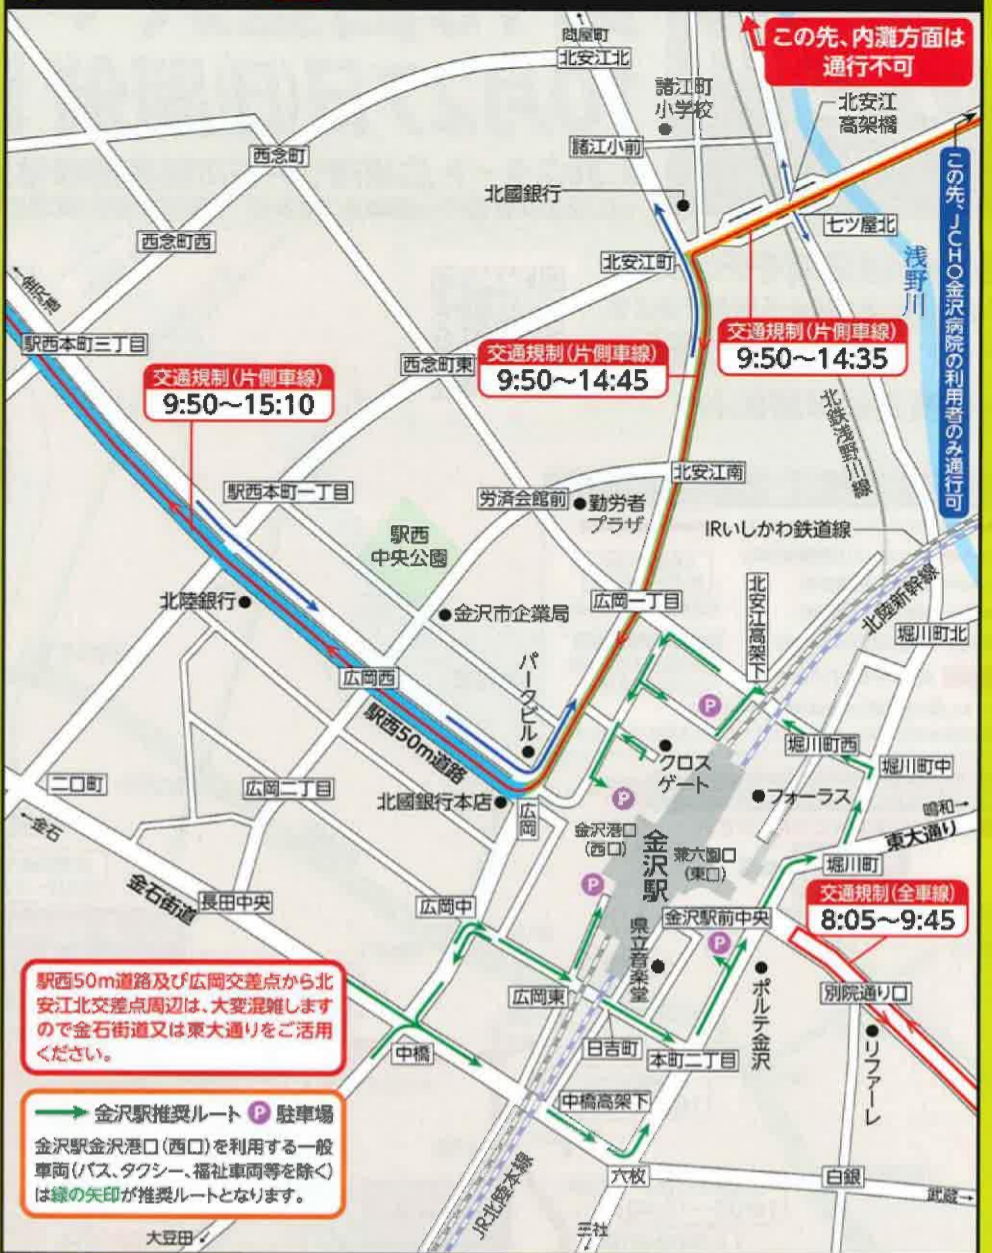 問屋町
北安江北
この先、内灘方面は
通行不可
諸江町
小学校
北安江
高架橋
諸江小前
西念町
北國銀行
この先、JCHO金沢病院の利用者のみ通行可
七ツ屋北
西念町西
北安江町
浅野川
←金沢港
駅西本町三丁目
西念町東
交通規制(片側車線)
9:50～14:35
交通規制(片側車線)
9:50～14:45
交通規制(片側車線)
9:50～15:10
北鉄浅野川線
駅西本町一丁目
北安江南
労済会館前
勤労者
プラザ
駅西
中央公園
IRいしかわ鉄道線
北陸銀行
金沢市企業局
広岡一丁目
北安江高架下
北陸新幹線
堀川町北
パークビル
広岡西
駅西50m道路
堀川町西
クロス
ゲート
堀川町中
二口町
広岡二丁目
北國銀行本店
フォーラス
広岡
鳴和→
東大通り
←金石
金沢港口
(西口)
金沢駅
兼六園口
(東口)
堀川町
金石街道
長田中央
広岡中
交通規制(全車線)
8:05～9:45
金沢駅前中央
県立音楽堂
駅西50m道路及び広岡交差点から北
安江北交差点周辺は、大変混雑します
ので金石街道又は東大通りをご活用
ください。
広岡東
ポルテ金沢
別院通り口
中橋
日吉町
本町二丁目
リファーレ
金沢駅推奨ルート P 駐車場
金沢駅金沢港口(西口)を利用する一般
車両(バス、タクシー、福祉車両等を除く)
は緑の矢印が推奨ルートとなります。
中橋高架下
JR北陸本線
六枚
白銀
武蔵→
大豆田
三社